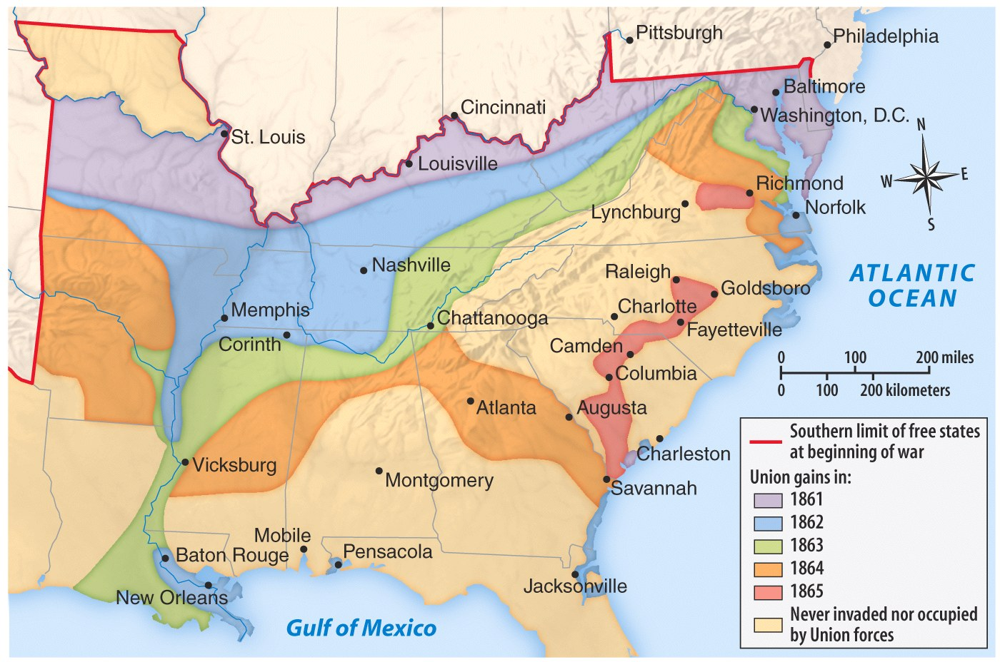 Pittsburgh
Philadelphia
Baltimore
Cincinnati
Washington, D.C.
St. Louis
Louisville
Richmond
Norfolk
Lynchburg
Nashville
Raleigh
Goldsboro
Memphis
Charlotte
Chattanooga
Fayetteville
Corinth
Camden
Columbia
Atlanta
Augusta
Charleston
Vicksburg
Montgomery
Savannah
Mobile
Baton Rouge
Pensacola
New Orleans
Jacksonville
Gulf of Mexico
N
W E
S
ATLANTIC
OCEAN
0 100 200 miles
0 100 200 kilometers
Southern limit of free states
at beginning of war
Union gains in:
1861
1862
1863
1864
1865
Never invaded nor occupied
by Union forces